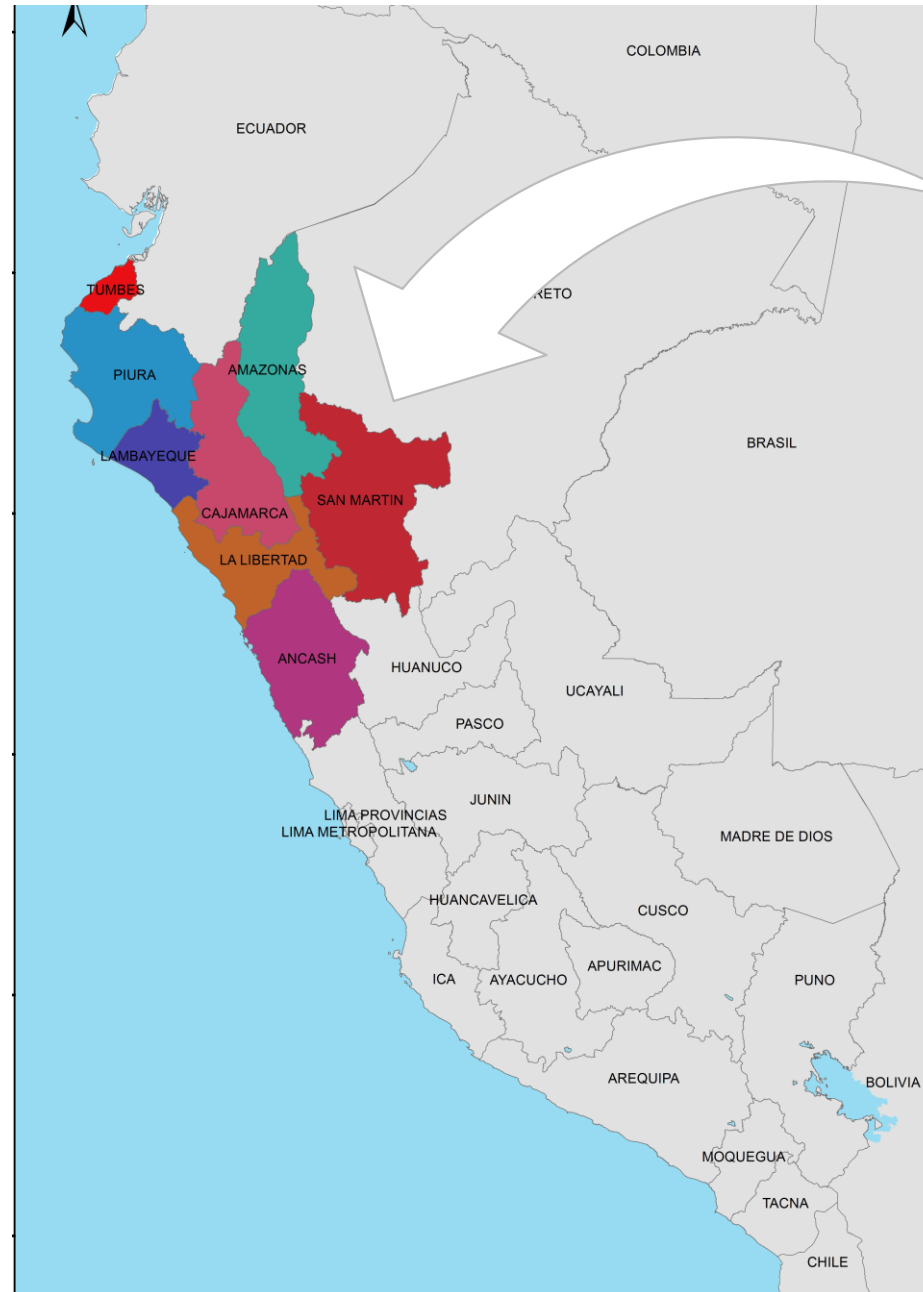 COLOMBIA
ECUADOR
TUMBES
RETO
AMAZONAS
PIURA
BRASIL
LAMBAYEQUE
SAN MARTIN
CAJAMARCA
LA LIBERTAD
ANCASH
HUANUCO
UCAYALI
PASCO
JUNIN
LIMA PROVINCIAS
LIMA METROPOLITANA
MADRE DE DIOS
HUANCAVELICA
CUSCO
APURIMAC
ICA
AYACUCHO
PUNO
AREQUIPA
BOLIVIA
MOQUEGUA
TACNA
CHILE